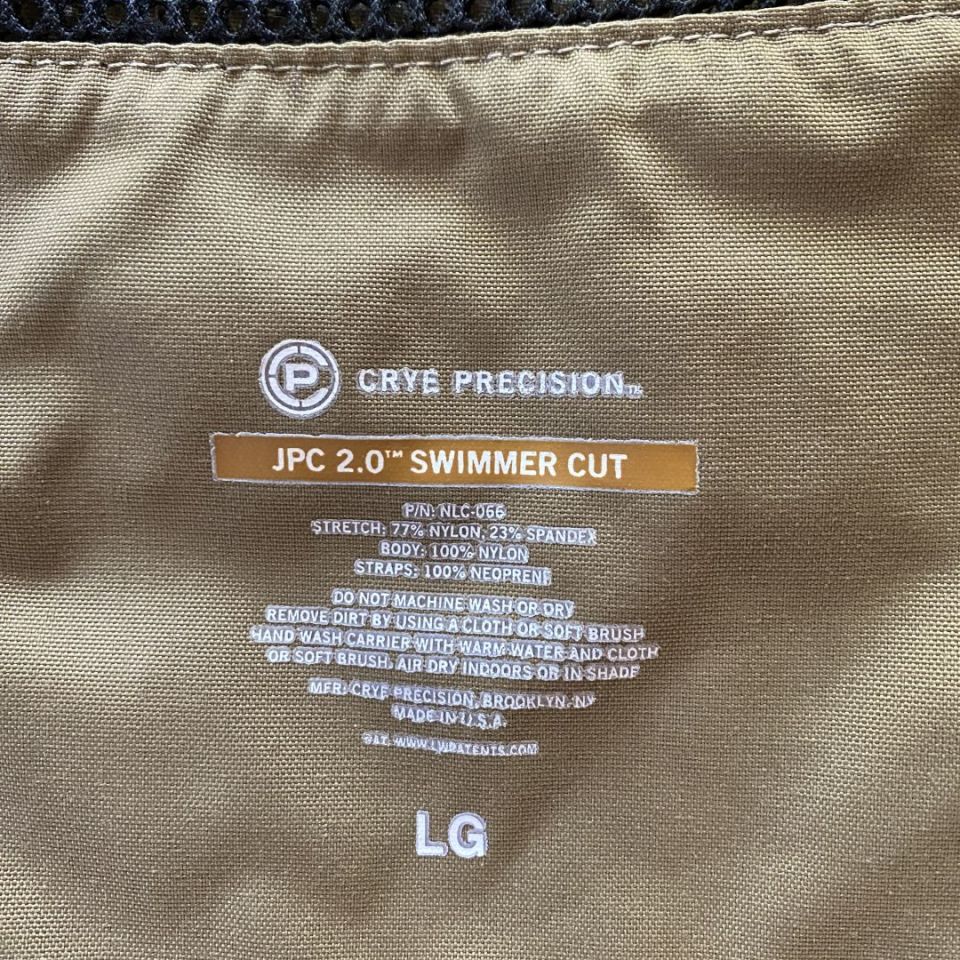 CP CRYE PRECISION™
JPC 2.0™ SWIMMER CUT
P/N: NLC-066
STRETCH: 77% NYLON, 23% SPANDEX
BODY: 100% NYLON
STRAPS: 100% NEOPRENE
DO NOT MACHINE WASH OR DRY
REMOVE DIRT BY USING A CLOTH OR SOFT BRUSH
HAND WASH CARRIER WITH WARM WATER AND CLOTH
OR SOFT BRUSH. AIR DRY INDOORS OR IN SHADE
MFR: CRYE PRECISION, BROOKLYN, NY
MADE IN U.S.A.
PAT. WWW.LWPATENTS.COM
LG